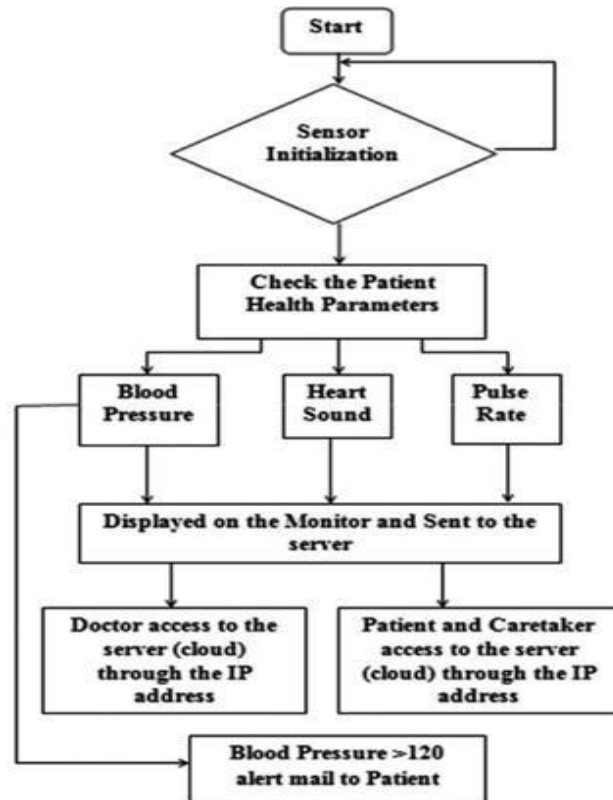 Start
Sensor
Initialization
Check the Patient
Health Parameters
Blood
Pressure
Heart
Sound
Pulse
Rate
Displayed on the Monitor and Sent to the
server
Doctor access to the
server (cloud)
through the IP
address
Patient and Caretaker
access to the server
(cloud) through the IP
address
Blood Pressure >120
alert mail to Patient